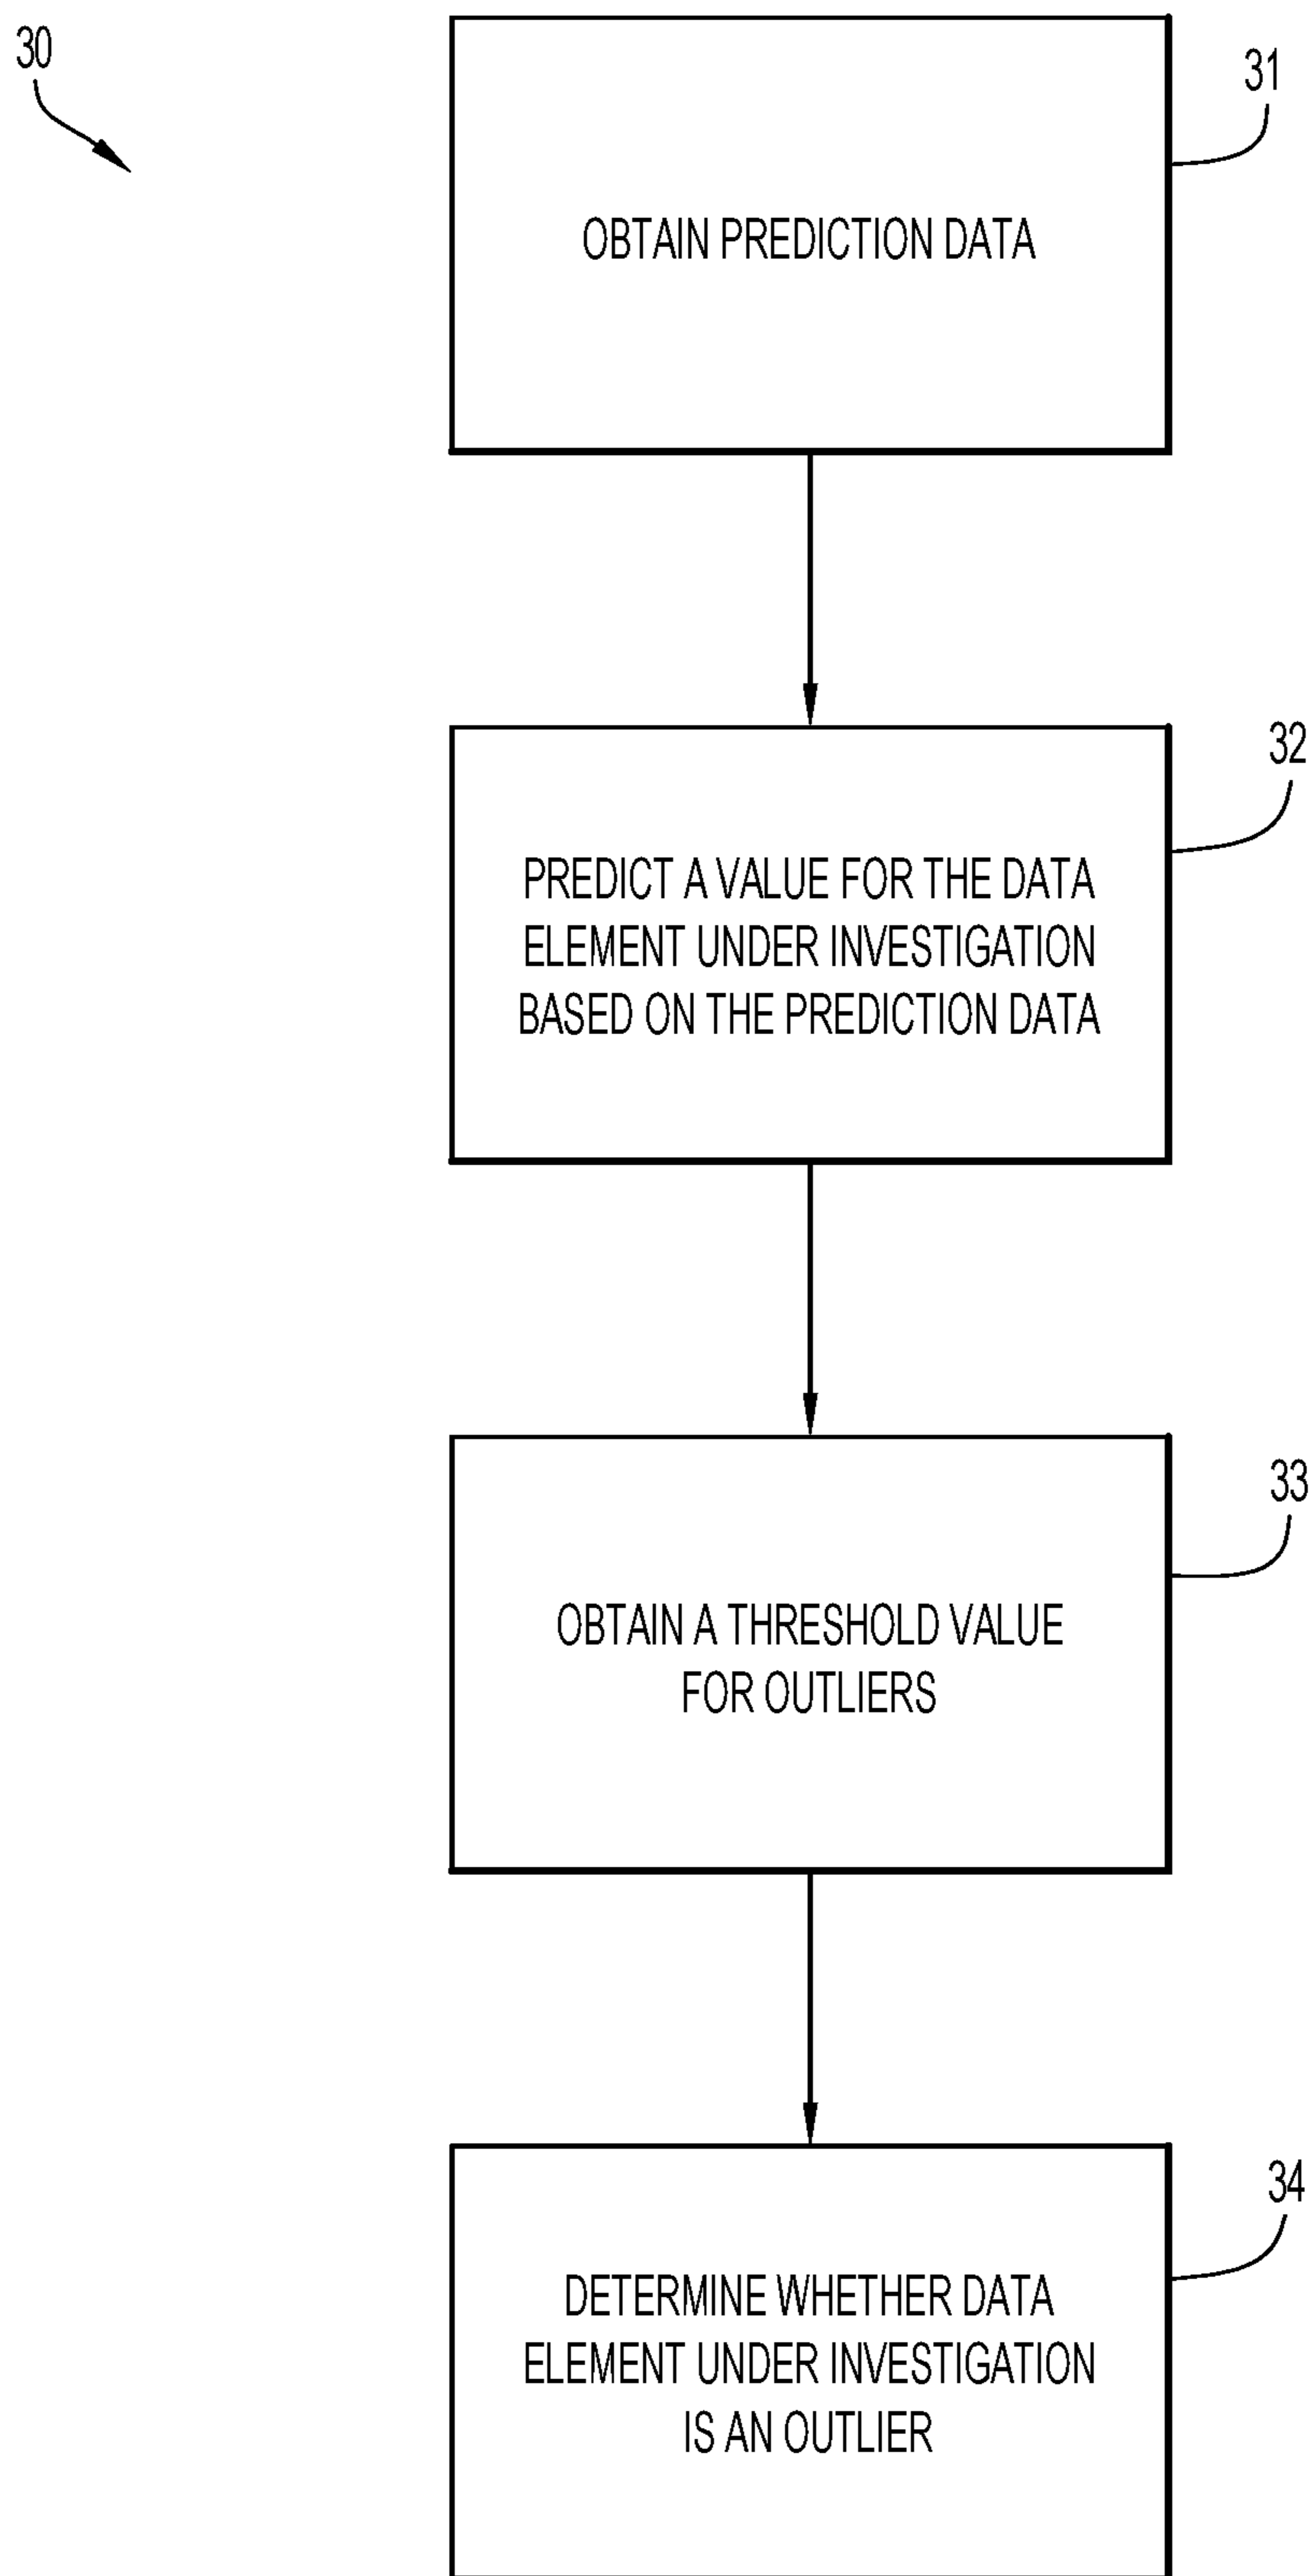 30
31
OBTAIN PREDICTION DATA
32
PREDICT A VALUE FOR THE DATA
ELEMENT UNDER INVESTIGATION
BASED ON THE PREDICTION DATA
33
OBTAIN A THRESHOLD VALUE
FOR OUTLIERS
34
DETERMINE WHETHER DATA
ELEMENT UNDER INVESTIGATION
IS AN OUTLIER